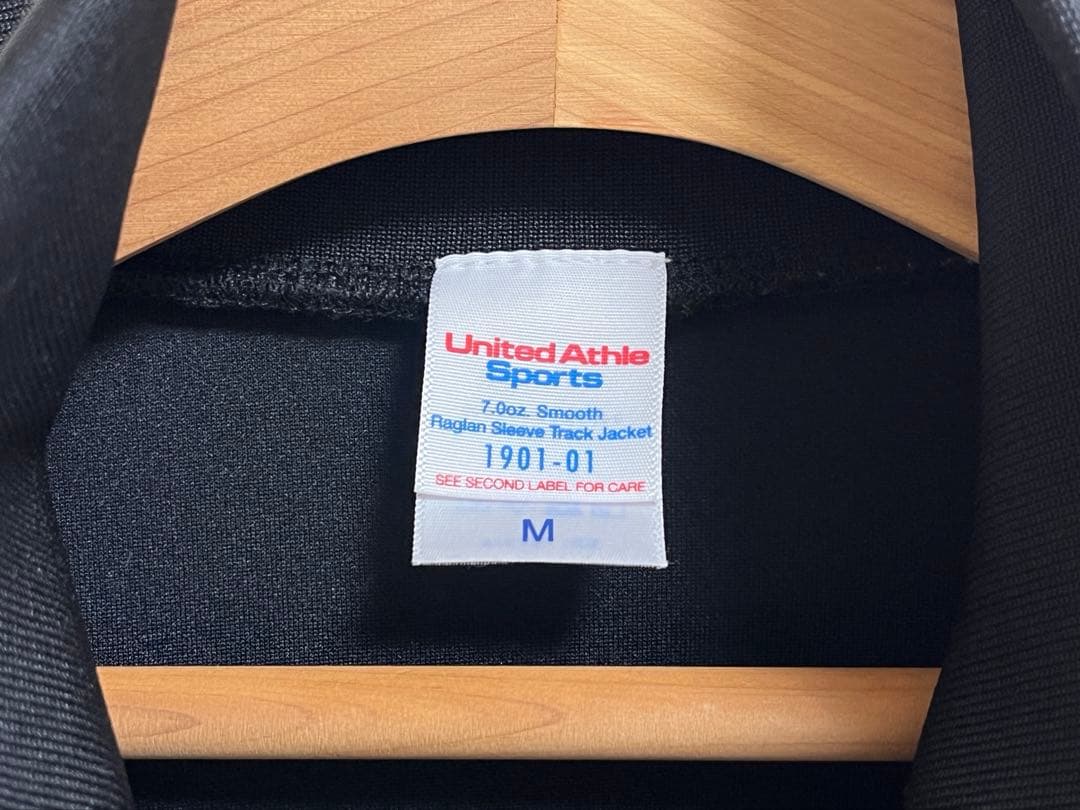 United Athle
Sports
7.0oz. Smooth
Raglan Sleeve Track Jacket
1901-01
SEE SECOND LABEL FOR CARE
M